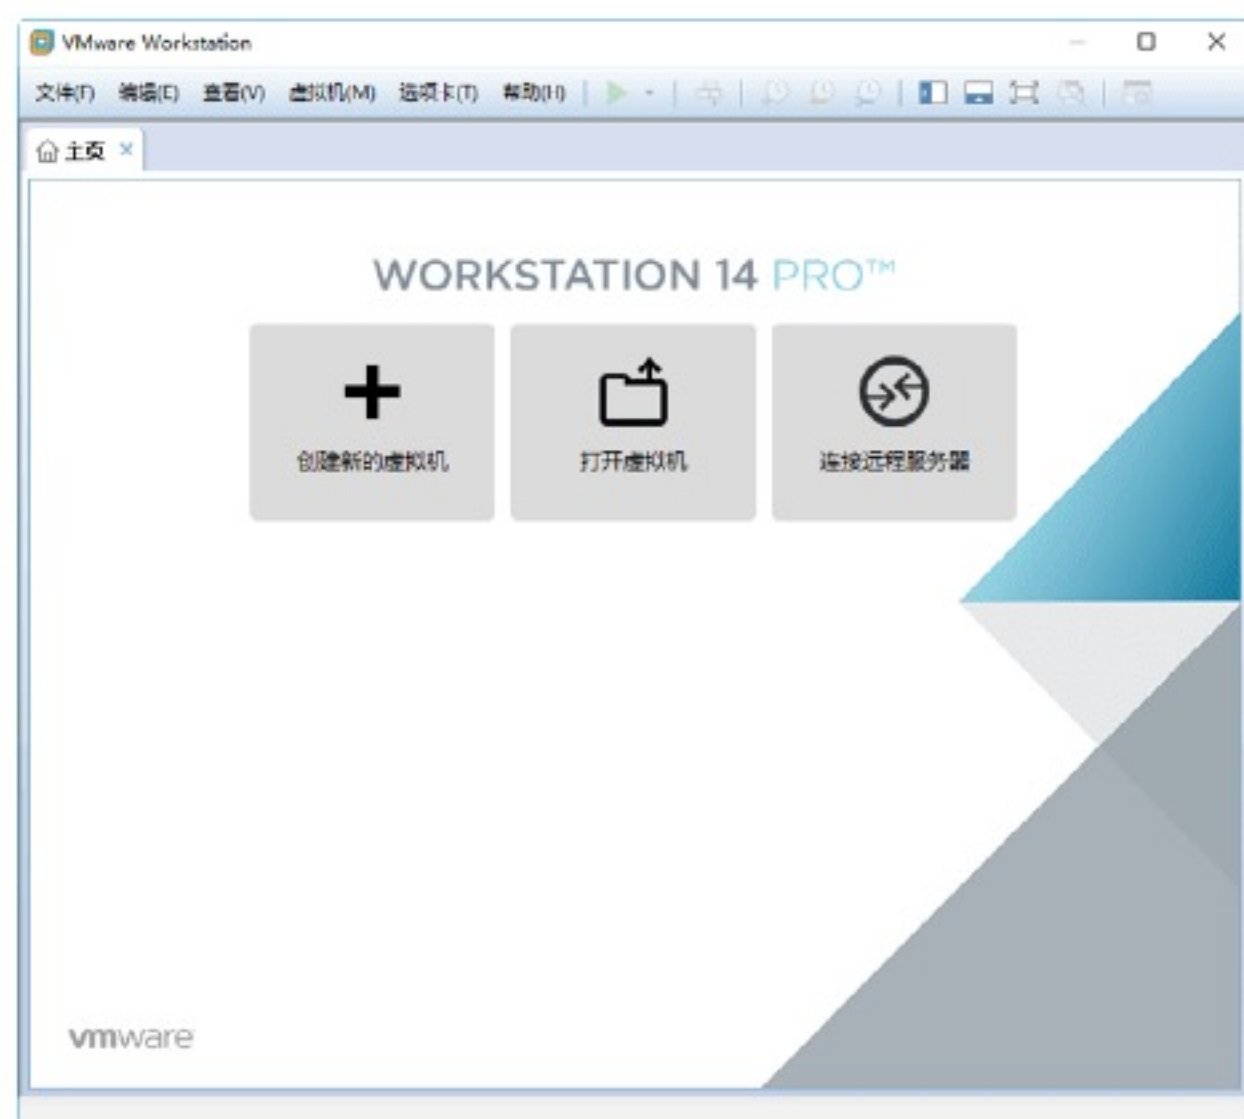 VMware Workstation
文件(F) 编辑(E) 查看(V) 虚拟机(M) 选项卡(T) 帮助(H)
主页
WORKSTATION 14 PRO™
创建新的虚拟机 打开虚拟机 连接远程服务器
vmware